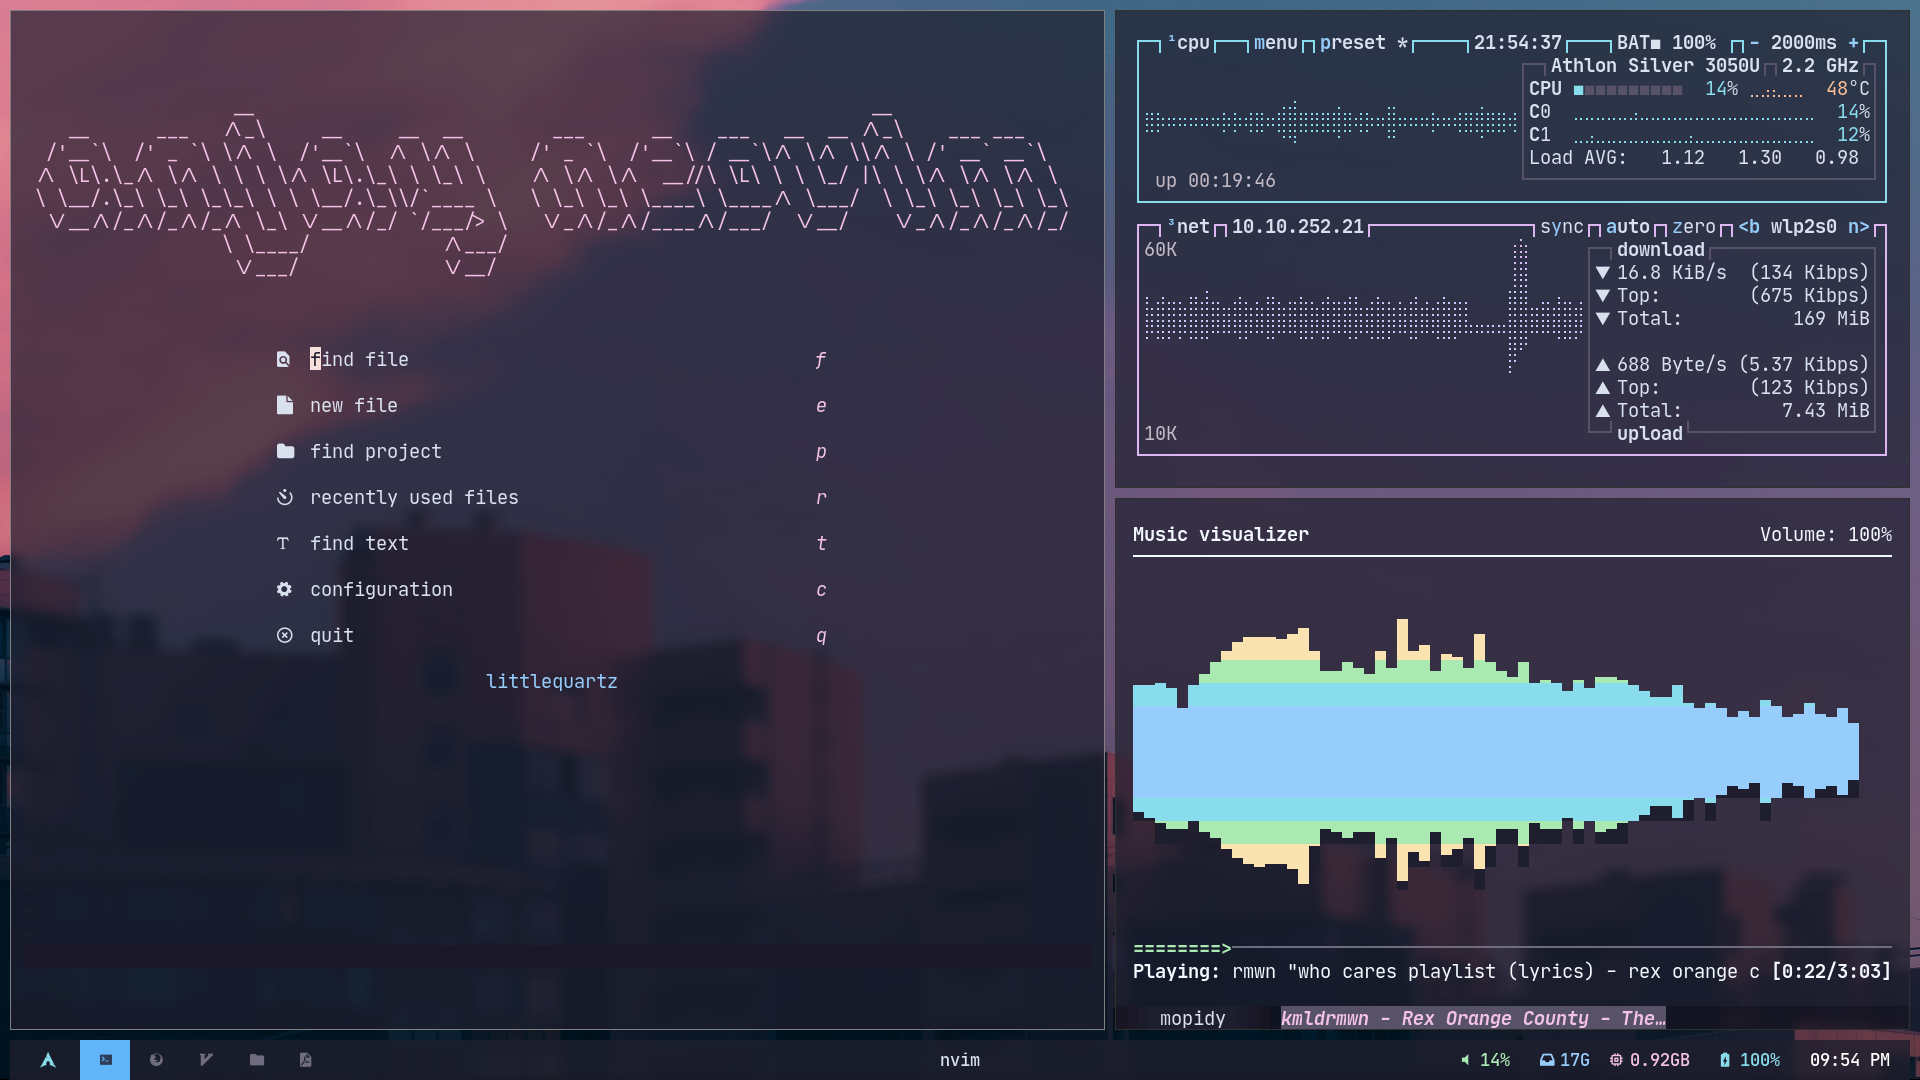 find file f
new file e
find project p
recently used files r
find text t
configuration c
quit q
littlequartz
¹cpu menu preset * 21:54:37 BAT■ 100% - 2000ms +
Athlon Silver 3050U 2.2 GHz
CPU 14% 48°C
C0 14%
C1 12%
Load AVG: 1.12 1.30 0.98
up 00:19:46
³net 10.10.252.21 sync auto zero <b wlp2s0 n>
60K
download
▼ 16.8 KiB/s (134 Kibps)
▼ Top: (675 Kibps)
▼ Total: 169 MiB
▲ 688 Byte/s (5.37 Kibps)
▲ Top: (123 Kibps)
▲ Total: 7.43 MiB
10K
upload
Music visualizer Volume: 100%
========>
Playing: rmwn "who cares playlist (lyrics) - rex orange c [0:22/3:03]
mopidy kmldrmwn - Rex Orange County - The…
nvim 14% 17G 0.92GB 100% 09:54 PM